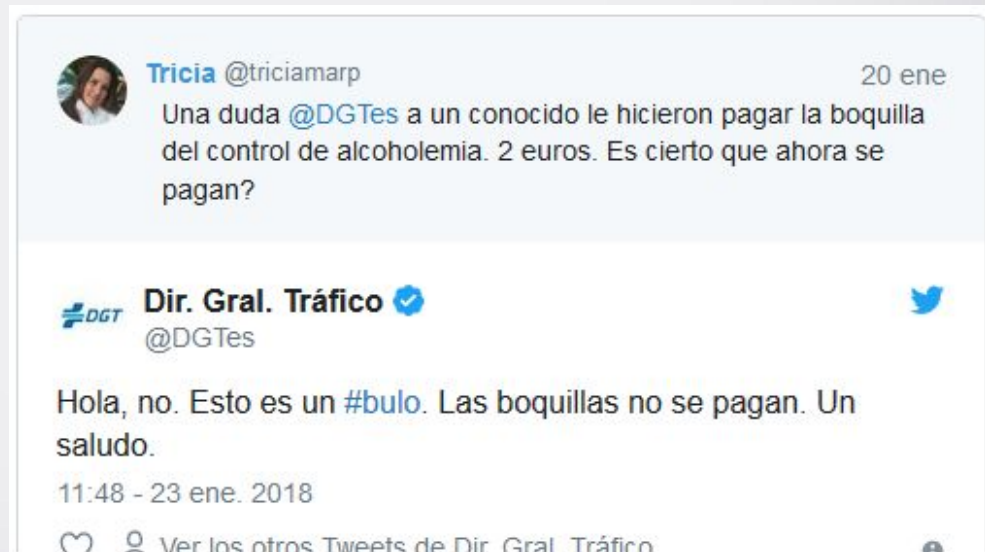 Tricia @triciamarp 20 ene
Una duda @DGTes a un conocido le hicieron pagar la boquilla
del control de alcoholemia. 2 euros. Es cierto que ahora se
pagan?
DGT Dir. Gral. Tráfico
@DGTes
Hola, no. Esto es un #bulo. Las boquillas no se pagan. Un
saludo.
11:48 - 23 ene. 2018
Ver los otros Tweets de Dir. Gral. Tráfico